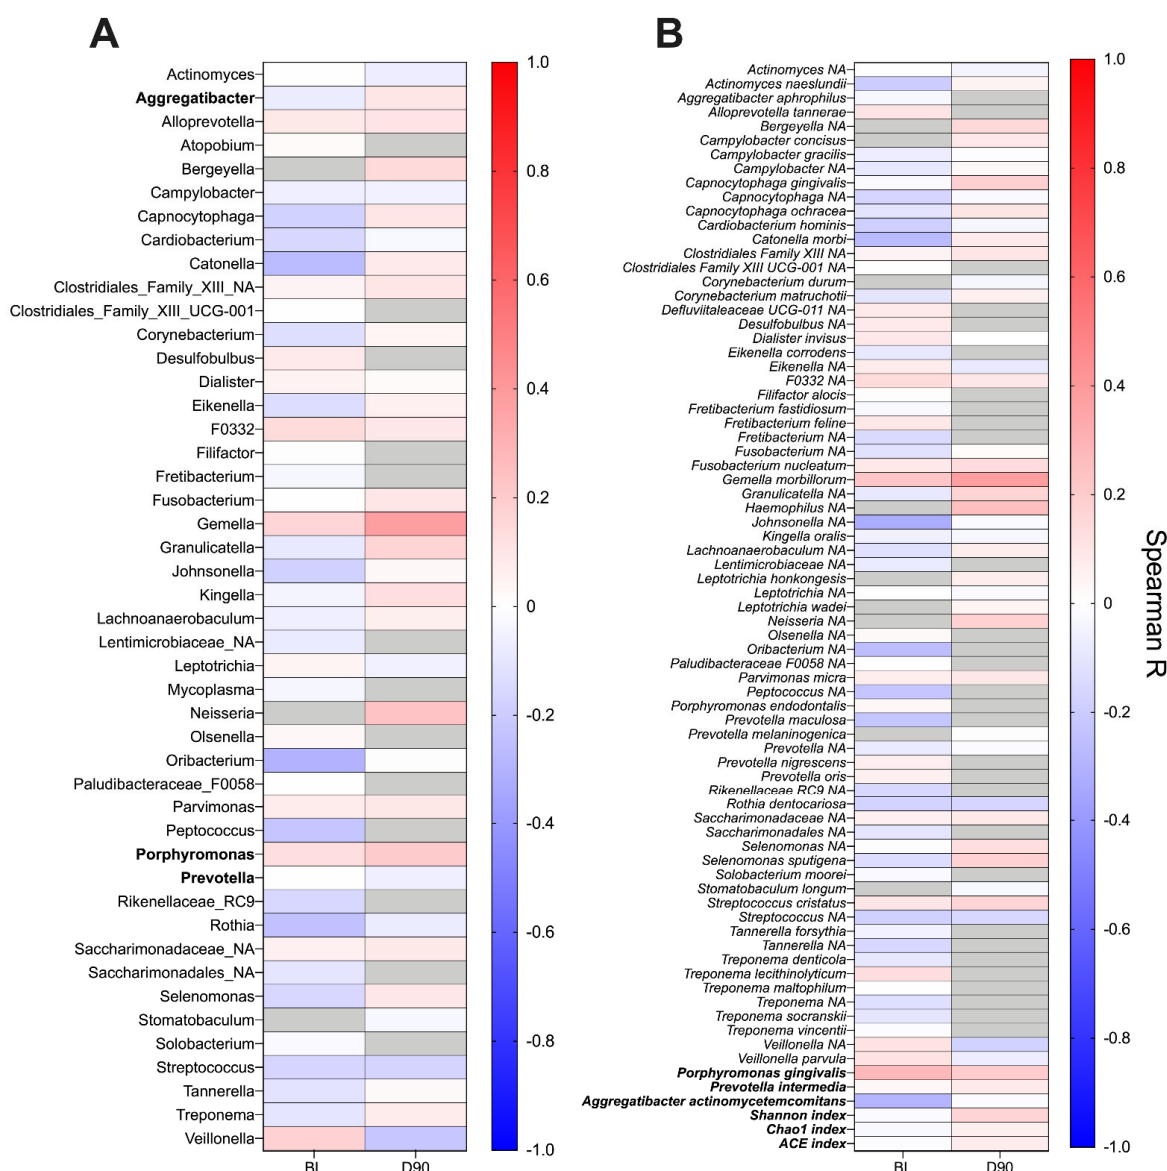 A
Actinomyces
Aggregatibacter
Alloprevotella
Atopobium
Bergeyella
Campylobacter
Capnocytophaga
Cardiobacterium
Catonella
Clostridiales_Family_XIII_NA
Clostridiales_Family_XIII_UCG-001
Corynebacterium
Desulfobulbus
Dialister
Eikenella
F0332
Filifactor
Fretibacterium
Fusobacterium
Gemella
Granulicatella
Johnsonella
Kingella
Lachnoanaerobaculum
Lentimicrobiaceae_NA
Leptotrichia
Mycoplasma
Neisseria
Olsenella
Oribacterium
Paludibacteraceae_F0058
Parvimonas
Peptococcus
Porphyromonas
Prevotella
Rikenellaceae_RC9
Rothia
Saccharimonadaceae_NA
Saccharimonadales_NA
Selenomonas
Stomatobaculum
Solobacterium
Streptococcus
Tannerella
Treponema
Veillonella
BL
D90
1.0
0.8
0.6
0.4
0.2
0
-0.2
-0.4
-0.6
-0.8
-1.0
B
Actinomyces NA
Actinomyces naeslundii
Aggregatibacter aphrophilus
Alloprevotella tannerae
Bergeyella NA
Campylobacter concisus
Campylobacter gracilis
Campylobacter NA
Capnocytophaga gingivalis
Capnocytophaga NA
Capnocytophaga ochracea
Cardiobacterium hominis
Catonella morbi
Clostridiales Family XIII NA
Clostridiales Family XIII UCG-001 NA
Corynebacterium durum
Corynebacterium matruchotii
Defluviitaleaceae UCG-011 NA
Desulfobulbus NA
Dialister invisus
Eikenella corrodens
Eikenella NA
F0332 NA
Filifactor alocis
Fretibacterium fastidiosum
Fretibacterium feline
Fretibacterium NA
Fusobacterium NA
Fusobacterium nucleatum
Gemella morbillorum
Granulicatella NA
Haemophilus NA
Johnsonella NA
Kingella oralis
Lachnoanaerobaculum NA
Lentimicrobiaceae NA
Leptotrichia honkongesis
Leptotrichia NA
Leptotrichia wadei
Neisseria NA
Olsenella NA
Oribacterium NA
Paludibacteraceae F0058 NA
Parvimonas micra
Peptococcus NA
Porphyromonas endodontalis
Prevotella maculosa
Prevotella melaninogenica
Prevotella NA
Prevotella nigrescens
Prevotella oris
Rikenellaceae RC9 NA
Rothia dentocariosa
Saccharimonadaceae NA
Saccharimonadales NA
Selenomonas NA
Selenomonas sputigena
Solobacterium moorei
Stomatobaculum longum
Streptococcus cristatus
Streptococcus NA
Tannerella forsythia
Tannerella NA
Treponema denticola
Treponema lecithinolyticum
Treponema maltophilum
Treponema NA
Treponema socranskii
Treponema vincentii
Veillonella NA
Veillonella parvula
Porphyromonas gingivalis
Prevotella intermedia
Aggregatibacter actinomycetemcomitans
Shannon index
Chao1 index
ACE index
BL
D90
1.0
0.8
0.6
0.4
0.2
0
-0.2
-0.4
-0.6
-0.8
-1.0
Spearman R